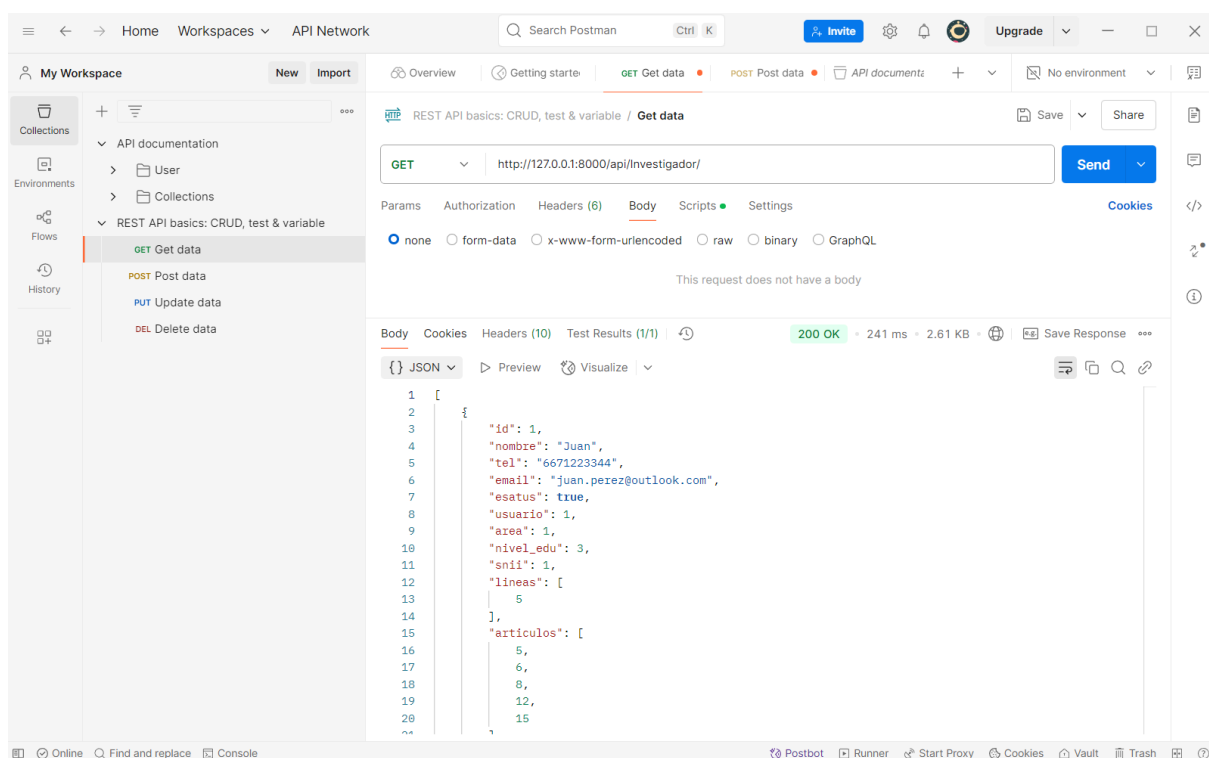 Home Workspaces API Network Search Postman Ctrl K Invite Upgrade
My Workspace New Import Overview Getting starte GET Get data POST Post data API documenta No environment
Collections
Environments
Flows
History
API documentation
User
Collections
REST API basics: CRUD, test & variable
GET Get data
POST Post data
PUT Update data
DEL Delete data
HTTP REST API basics: CRUD, test & variable / Get data Save Share
GET http://127.0.0.1:8000/api/Investigador/ Send
Params Authorization Headers (6) Body Scripts Settings Cookies
none form-data x-www-form-urlencoded raw binary GraphQL
This request does not have a body
Body Cookies Headers (10) Test Results (1/1) 200 OK 241 ms 2.61 KB e.g. Save Response
{} JSON Preview Visualize
1 [
2 {
3 "id": 1,
4 "nombre": "Juan",
5 "tel": "6671223344",
6 "email": "juan.perez@outlook.com",
7 "esatus": true,
8 "usuario": 1,
9 "area": 1,
10 "nivel_edu": 3,
11 "snii": 1,
12 "lineas": [
13 5
14 ],
15 "articulos": [
16 5,
17 6,
18 8,
19 12,
20 15
21 ]
Online Find and replace Console Postbot Runner Start Proxy Cookies Vault Trash